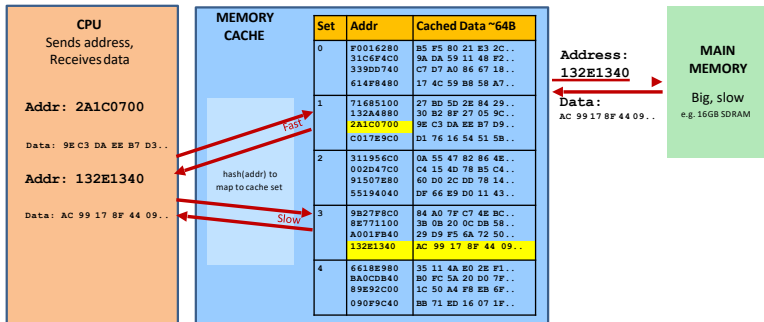 CPU
Sends address,
Receives data
Addr: 2A1C0700
Data: 9E C3 DA EE B7 D3..
Addr: 132E1340
Data: AC 99 17 8F 44 09..
MEMORY
CACHE
hash(addr) to
map to cache set
Fast
Slow
Set Addr Cached Data ~64B
0 F0016280 B5 F5 80 21 E3 2C..
31C6F4C0 9A DA 59 11 48 F2..
339DD740 C7 D7 A0 86 67 18..
614F8480 17 4C 59 B8 58 A7..
1 71685100 27 BD 5D 2E 84 29..
132A4880 30 B2 8F 27 05 9C..
2A1C0700 9E C3 DA EE B7 D9..
C017E9C0 D1 76 16 54 51 5B..
2 311956C0 0A 55 47 82 86 4E..
002D47C0 C4 15 4D 78 B5 C4..
91507E80 60 D0 2C DD 78 14..
55194040 DF 66 E9 D0 11 43..
3 9B27F8C0 84 A0 7F C7 4E BC..
8E771100 3B 0B 20 0C DB 58..
A001FB40 29 D9 F5 6A 72 50..
132E1340 AC 99 17 8F 44 09..
4 6618E980 35 11 4A E0 2E F1..
BA0CDB40 B0 FC 5A 20 D0 7F..
89E92C00 1C 50 A4 F8 EB 6F..
090F9C40 BB 71 ED 16 07 1F..
Address:
132E1340
Data:
AC 99 17 8F 44 09..
MAIN
MEMORY
Big, slow
e.g. 16GB SDRAM